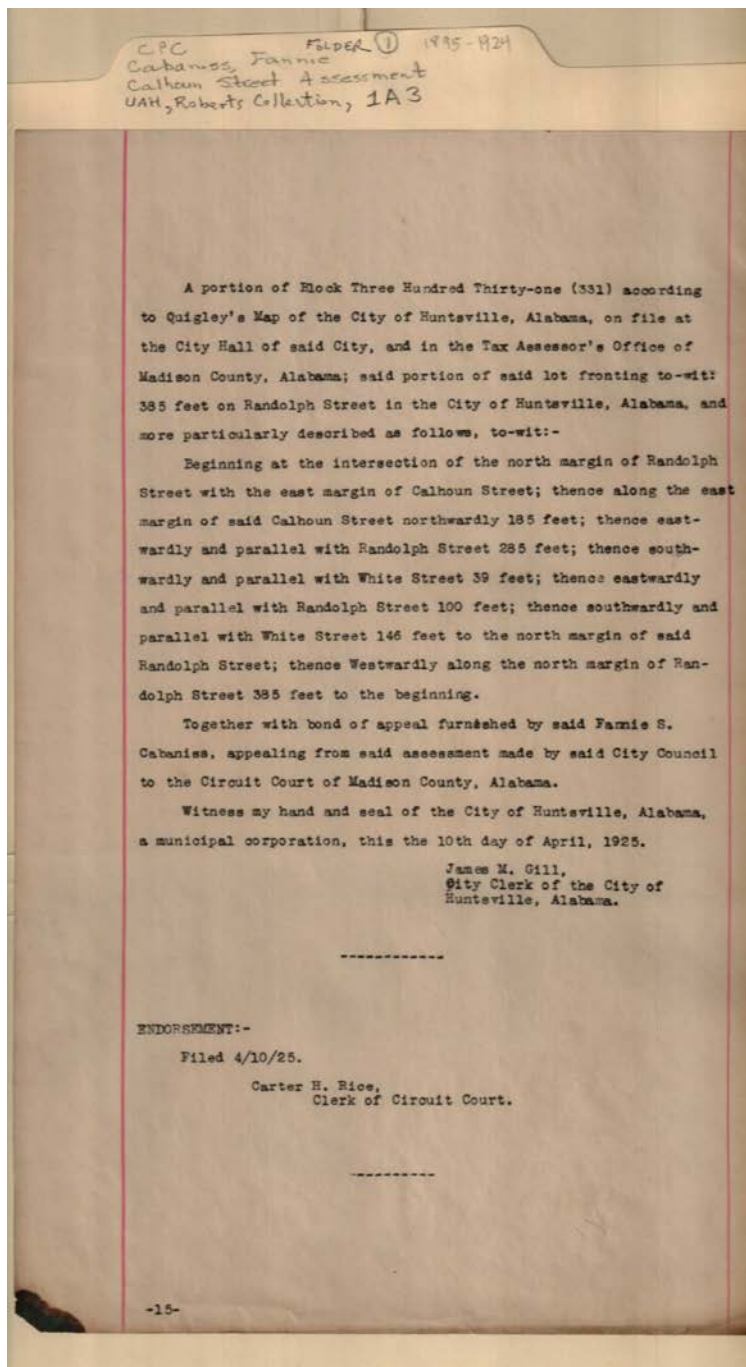 CPC FOLDER 1 1895-1924
Cabaniss, Fannie
Calhoun Street Assessment
UAH, Roberts Collection, 1A3
A portion of Block Three Hundred Thirty-one (331) according
to Quigley's Map of the City of Huntsville, Alabama, on file at
the City Hall of said City, and in the Tax Assessor's Office of
Madison County, Alabama; said portion of said lot fronting to-wit:
385 feet on Randolph Street in the City of Huntsville, Alabama, and
more particularly described as follows, to-wit:-
Beginning at the intersection of the north margin of Randolph
Street with the east margin of Calhoun Street; thence along the east
margin of said Calhoun Street northwardly 185 feet; thence east-
wardly and parallel with Randolph Street 285 feet; thence south-
wardly and parallel with White Street 39 feet; thence eastwardly
and parallel with Randolph Street 100 feet; thence southwardly and
parallel with White Street 146 feet to the north margin of said
Randolph Street; thence Westwardly along the north margin of Ran-
dolph Street 385 feet to the beginning.
Together with bond of appeal furnished by said Fannie S.
Cabaniss, appealing from said assessment made by said City Council
to the Circuit Court of Madison County, Alabama.
Witness my hand and seal of the City of Huntsville, Alabama,
a municipal corporation, this the 10th day of April, 1925.
James M. Gill,
City Clerk of the City of
Huntsville, Alabama.
------------
ENDORSEMENT:-
Filed 4/10/25.
Carter H. Rice,
Clerk of Circuit Court.
----------
-15-